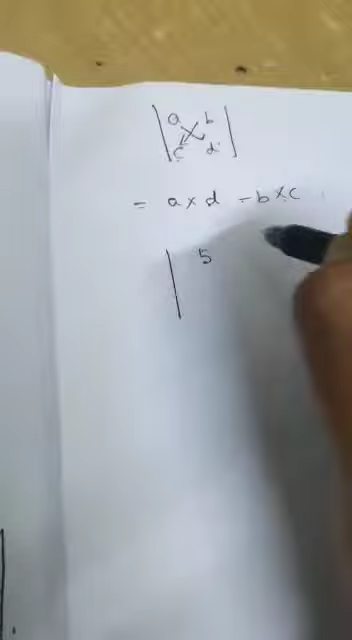 |a b|
|c d|
= a × d - b × c
| 5